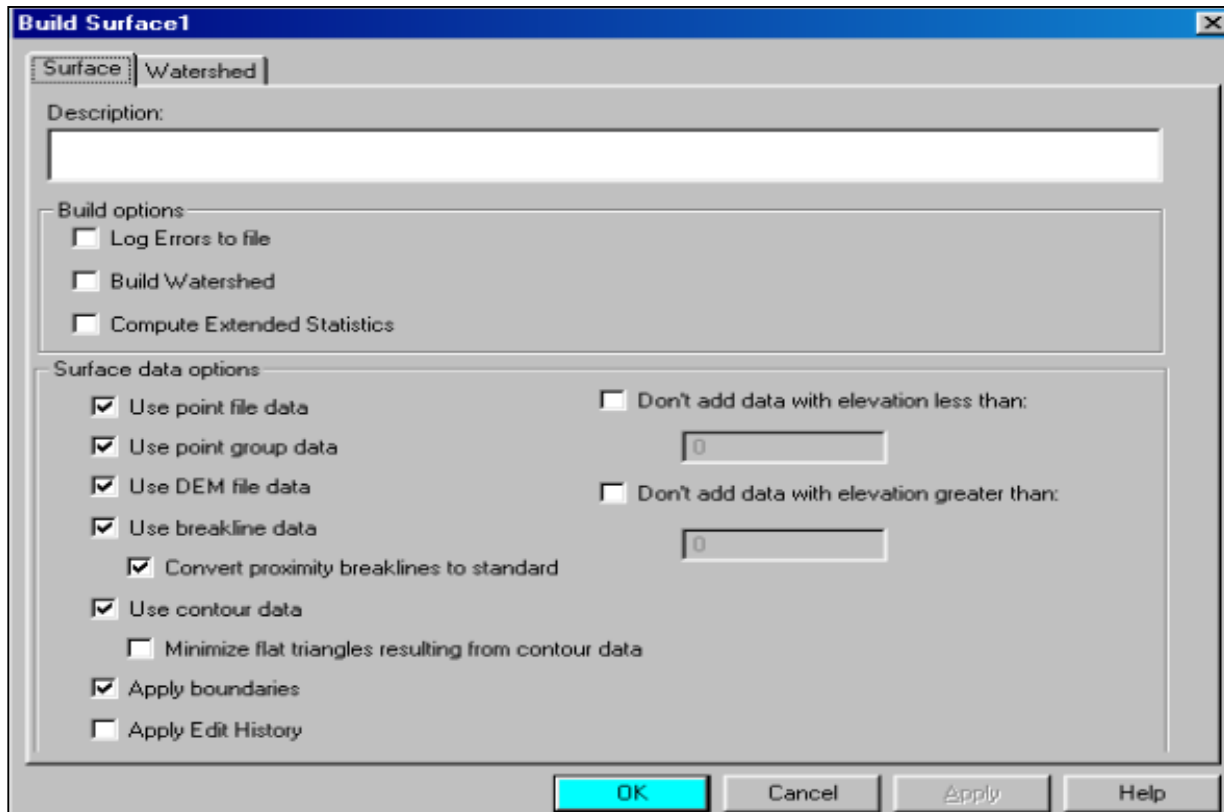 Build Surface1
Surface Watershed
Description:
Build options
Log Errors to file
Build Watershed
Compute Extended Statistics
Surface data options
Use point file data
Use point group data
Use DEM file data
Use breakline data
Convert proximity breaklines to standard
Use contour data
Minimize flat triangles resulting from contour data
Apply boundaries
Apply Edit History
Don't add data with elevation less than:
0
Don't add data with elevation greater than:
0
OK Cancel Apply Help